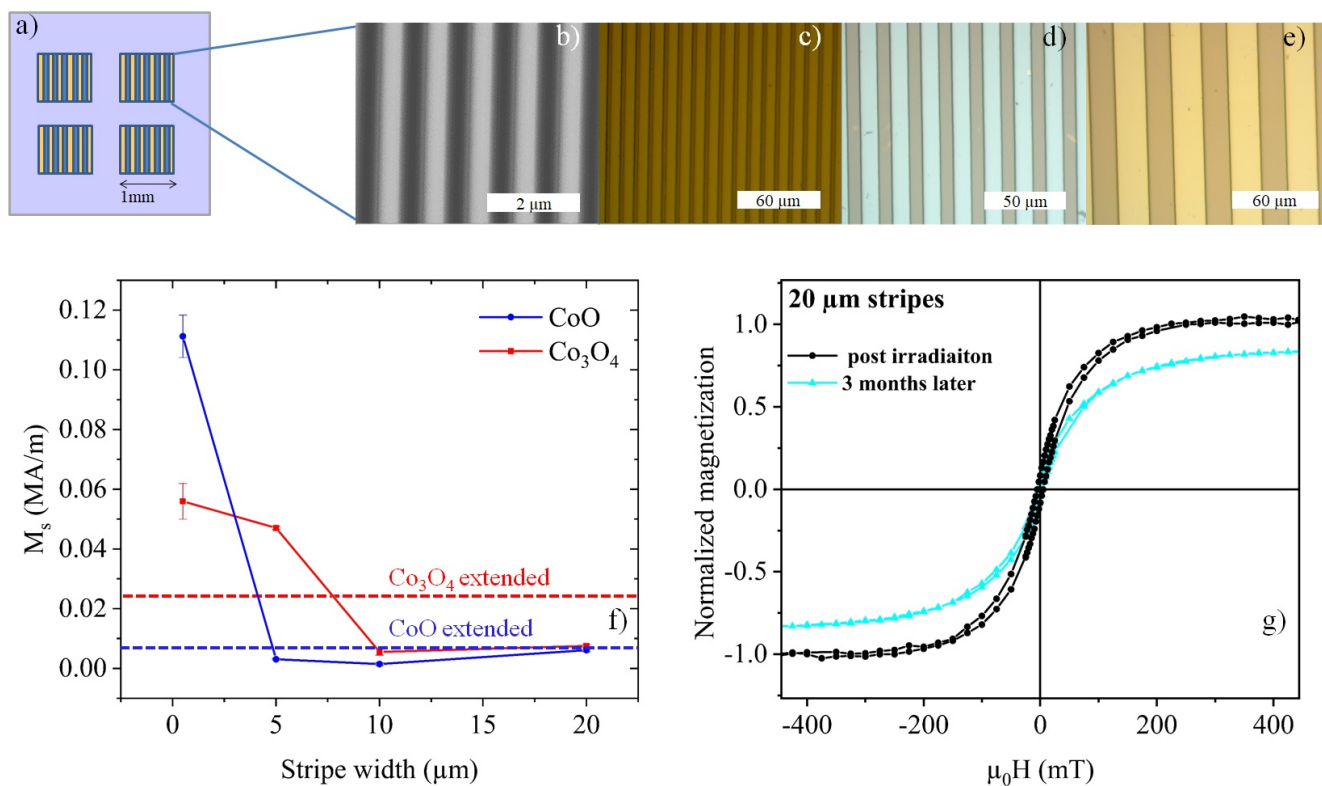 a)
b)
c)
d)
e)
1mm
2 µm
60 µm
50 µm
60 µm
0.12
0.10
0.08
0.06
0.04
0.02
0.00
M_s (MA/m)
CoO
Co₃O₄
Co₃O₄ extended
CoO extended
f)
0
5
10
15
20
Stripe width (µm)
20 µm stripes
post irradiaiton
3 months later
1.0
0.5
0.0
-0.5
-1.0
Normalized magnetization
g)
-400
-200
0
200
400
µ₀H (mT)